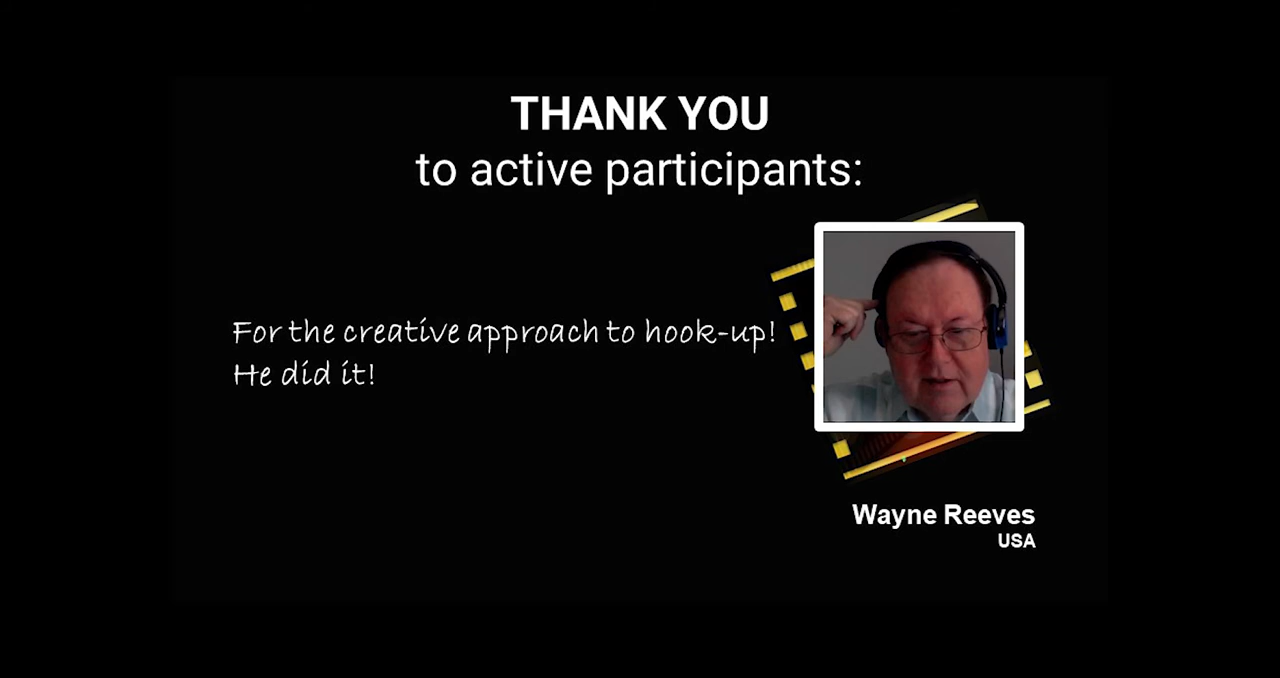 THANK YOU
to active participants:
For the creative approach to hook-up!
He did it!
Wayne Reeves
USA